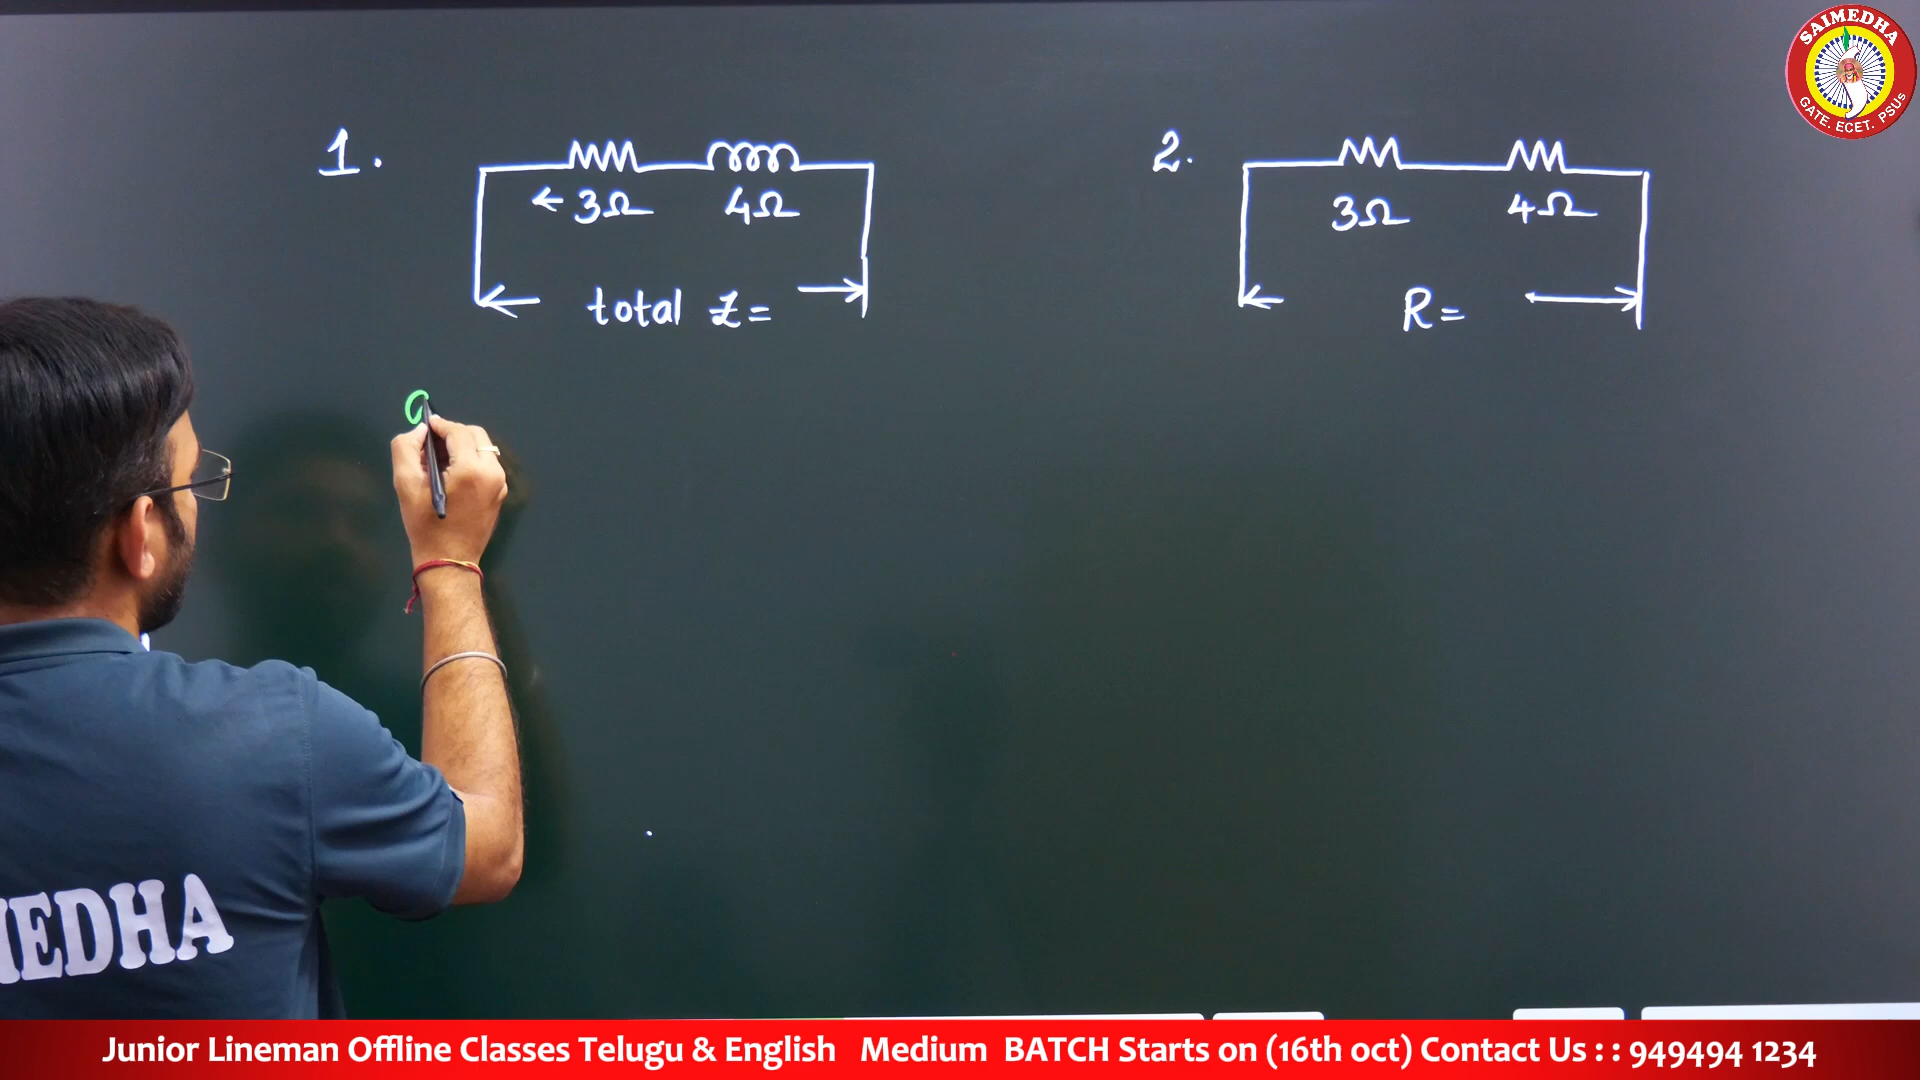 SAIMEDHA
GATE. ECET. PSUs
1.
←3Ω 4Ω
total Z=
2.
3Ω 4Ω
R=
Junior Lineman Offline Classes Telugu & English Medium BATCH Starts on (16th oct) Contact Us : : 949494 1234